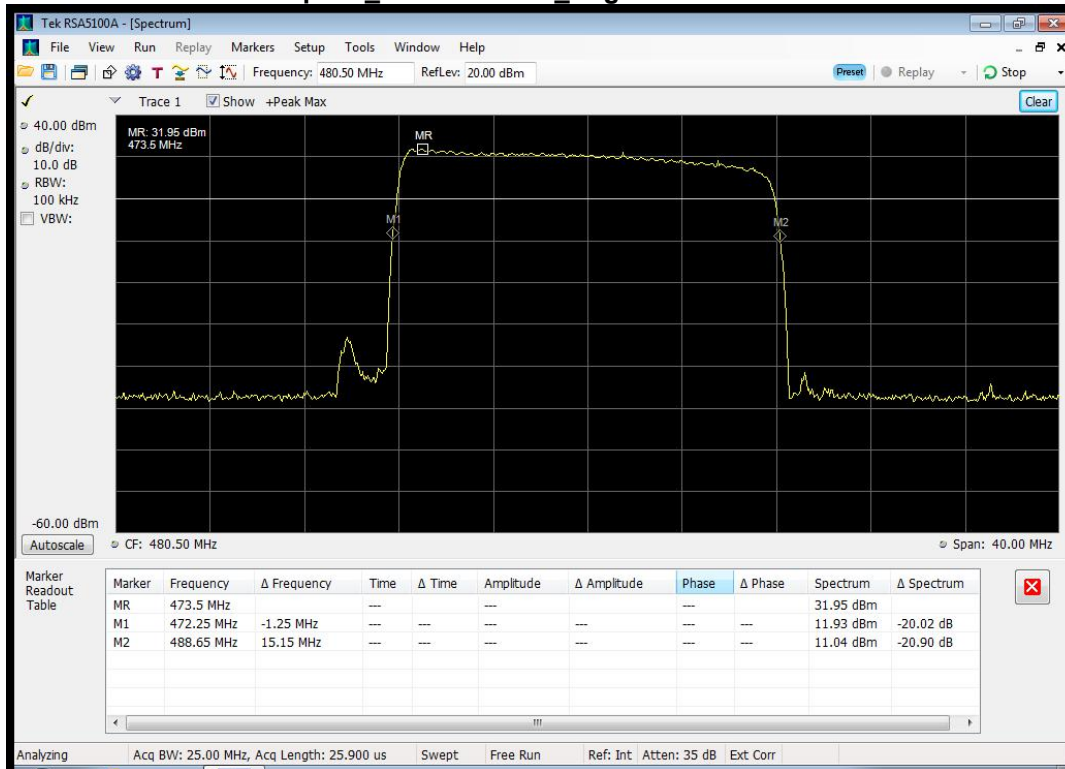 Tek RSA5100A - [Spectrum]
File View Run Replay Markers Setup Tools Window Help
Frequency: 480.50 MHz RefLev: 20.00 dBm Preset Replay Stop
Trace 1 Show +Peak Max Clear
40.00 dBm
dB/div:
10.0 dB
RBW:
100 kHz
VBW:
MR: 31.95 dBm
473.5 MHz
MR
M1
M2
-60.00 dBm
Autoscale CF: 480.50 MHz Span: 40.00 MHz
Marker
Readout
Table
Marker Frequency Δ Frequency Time Δ Time Amplitude Δ Amplitude Phase Δ Phase Spectrum Δ Spectrum
MR 473.5 MHz --- --- --- 31.95 dBm
M1 472.25 MHz -1.25 MHz --- --- --- --- --- --- 11.93 dBm -20.02 dB
M2 488.65 MHz 15.15 MHz --- --- --- --- --- --- 11.04 dBm -20.90 dB
Analyzing Acq BW: 25.00 MHz, Acq Length: 25.900 us Swept Free Run Ref: Int Atten: 35 dB Ext Corr